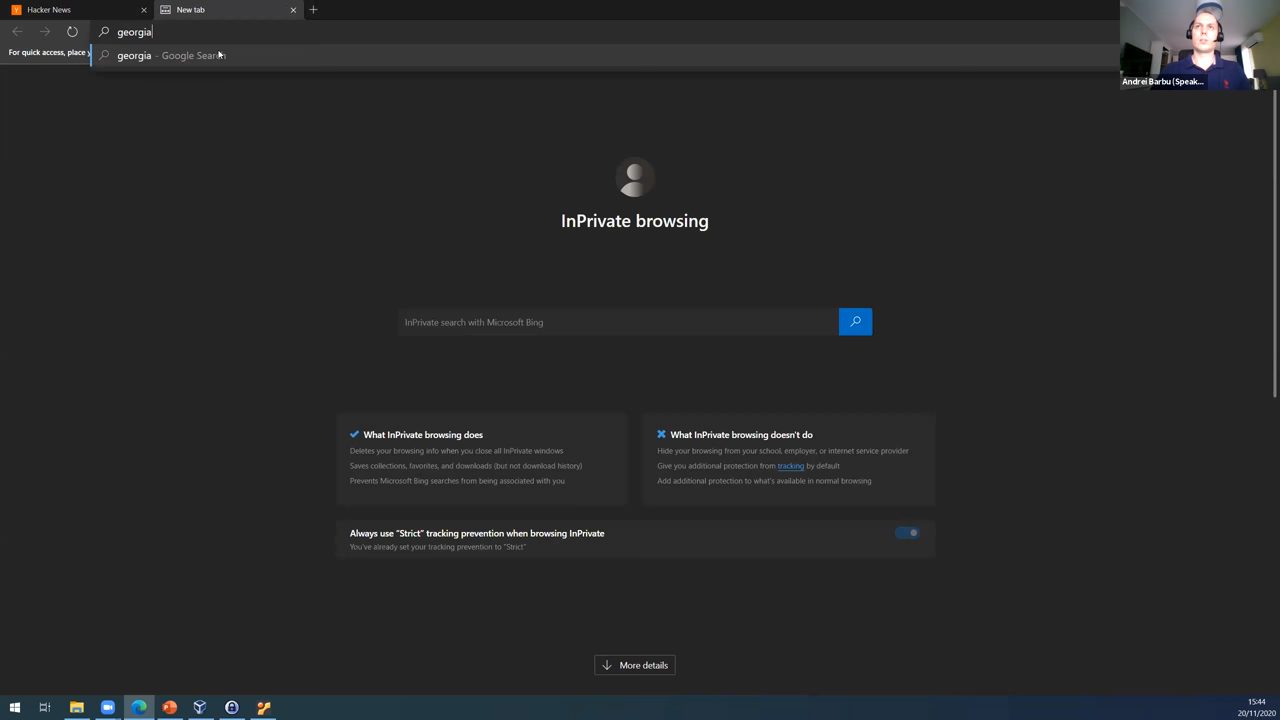 Hacker News
New tab
georgia
georgia - Google Search
For quick access, place y
Andrei Barbu (Speak...
InPrivate browsing
InPrivate search with Microsoft Bing
What InPrivate browsing does
Deletes your browsing info when you close all InPrivate windows
Saves collections, favorites, and downloads (but not download history)
Prevents Microsoft Bing searches from being associated with you
What InPrivate browsing doesn't do
Hide your browsing from your school, employer, or internet service provider
Give you additional protection from tracking by default
Add additional protection to what's available in normal browsing
Always use "Strict" tracking prevention when browsing InPrivate
You've already set your tracking prevention to "Strict"
More details
15:44
20/11/2020